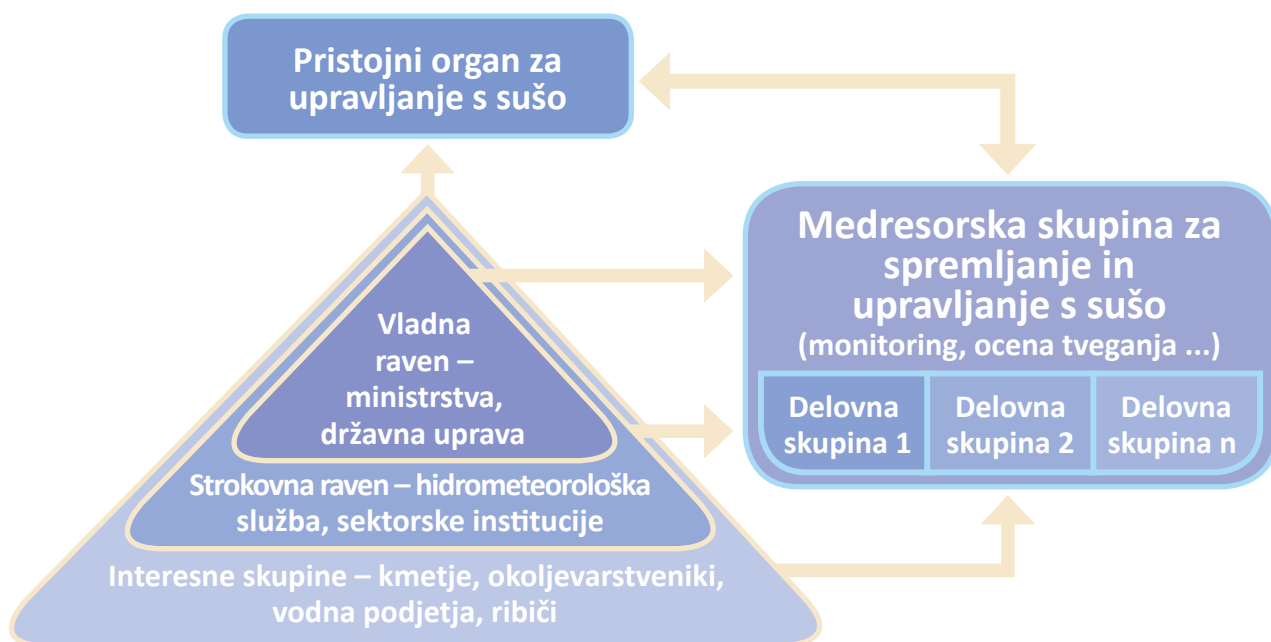 Pristojni organ za
upravljanje s sušo
Medresorska skupina za
spremljanje in
upravljanje s sušo
(monitoring, ocena tveganja ...)
Delovna
skupina 1
Delovna
skupina 2
Delovna
skupina n
Vladna
raven –
ministrstva,
državna uprava
Strokovna raven – hidrometeorološka
služba, sektorske institucije
Interesne skupine – kmetje, okoljevarstveniki,
vodna podjetja, ribiči